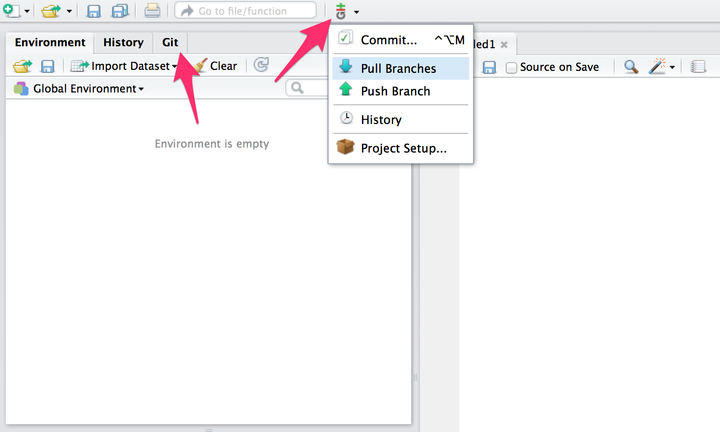 Go to file/function
Environment History Git
Import Dataset Clear
Global Environment
Environment is empty
Commit... ^⌥M
Pull Branches
Push Branch
History
Project Setup...
led1
Source on Save